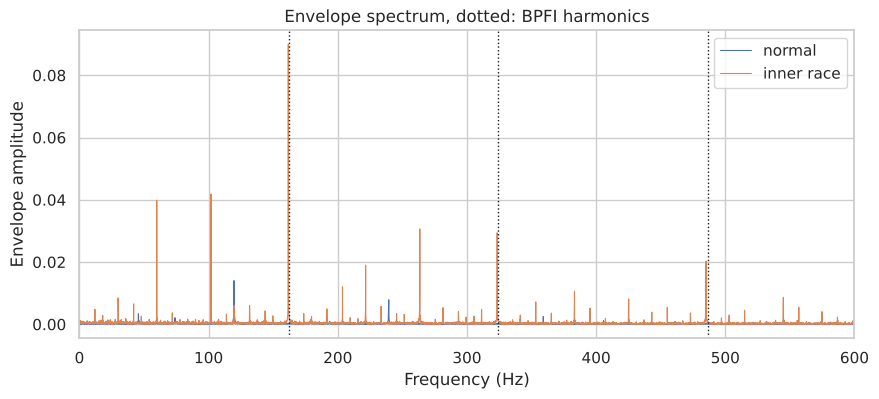 Envelope spectrum, dotted: BPFI harmonics
normal
inner race
Envelope amplitude
0.08
0.06
0.04
0.02
0.00
0 100 200 300 400 500 600
Frequency (Hz)